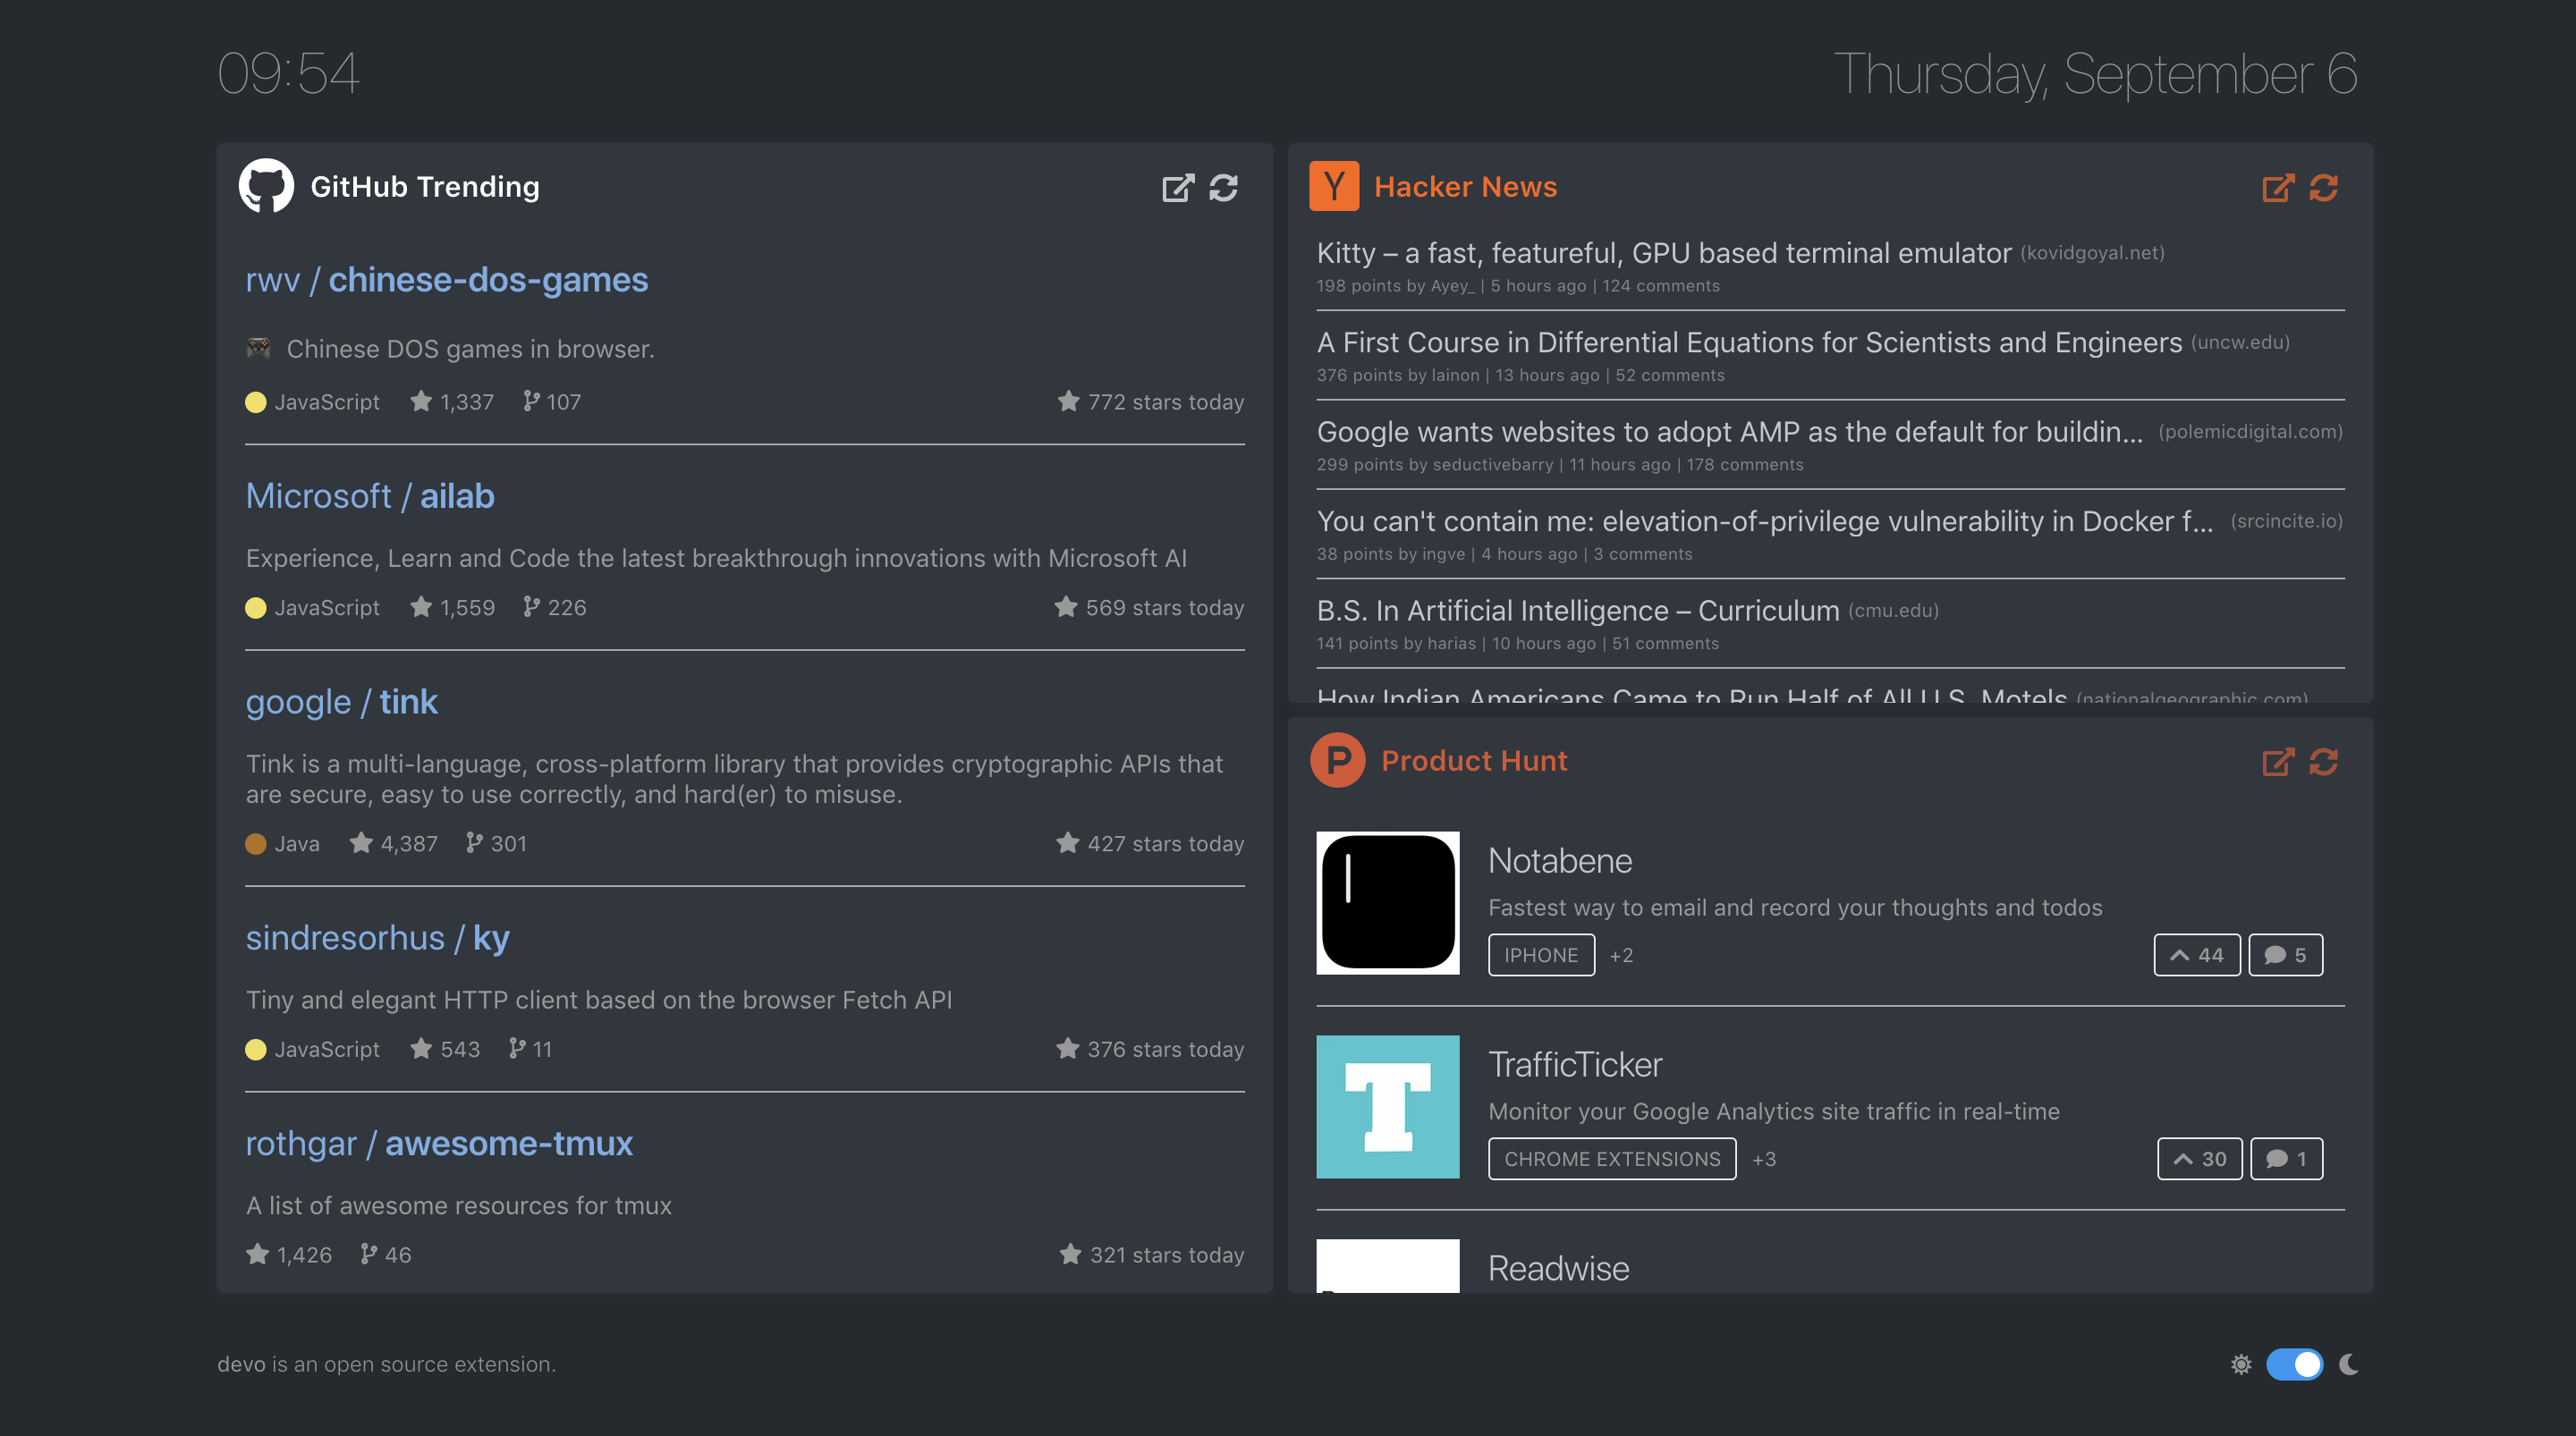 09:54
Thursday, September 6
GitHub Trending
rwv / chinese-dos-games
🎮 Chinese DOS games in browser.
JavaScript 1,337 107 772 stars today
Microsoft / ailab
Experience, Learn and Code the latest breakthrough innovations with Microsoft AI
JavaScript 1,559 226 569 stars today
google / tink
Tink is a multi-language, cross-platform library that provides cryptographic APIs that
are secure, easy to use correctly, and hard(er) to misuse.
Java 4,387 301 427 stars today
sindresorhus / ky
Tiny and elegant HTTP client based on the browser Fetch API
JavaScript 543 11 376 stars today
rothgar / awesome-tmux
A list of awesome resources for tmux
1,426 46 321 stars today
Y Hacker News
Kitty – a fast, featureful, GPU based terminal emulator (kovidgoyal.net)
198 points by Ayey_ | 5 hours ago | 124 comments
A First Course in Differential Equations for Scientists and Engineers (uncw.edu)
376 points by lainon | 13 hours ago | 52 comments
Google wants websites to adopt AMP as the default for buildin... (polemicdigital.com)
299 points by seductivebarry | 11 hours ago | 178 comments
You can't contain me: elevation-of-privilege vulnerability in Docker f... (srcincite.io)
38 points by ingve | 4 hours ago | 3 comments
B.S. In Artificial Intelligence – Curriculum (cmu.edu)
141 points by harias | 10 hours ago | 51 comments
How Indian Americans Came to Run Half of All U.S. Motels (nationalgeographic.com)
P Product Hunt
Notabene
Fastest way to email and record your thoughts and todos
IPHONE +2 44 5
T
TrafficTicker
Monitor your Google Analytics site traffic in real-time
CHROME EXTENSIONS +3 30 1
Readwise
devo is an open source extension.